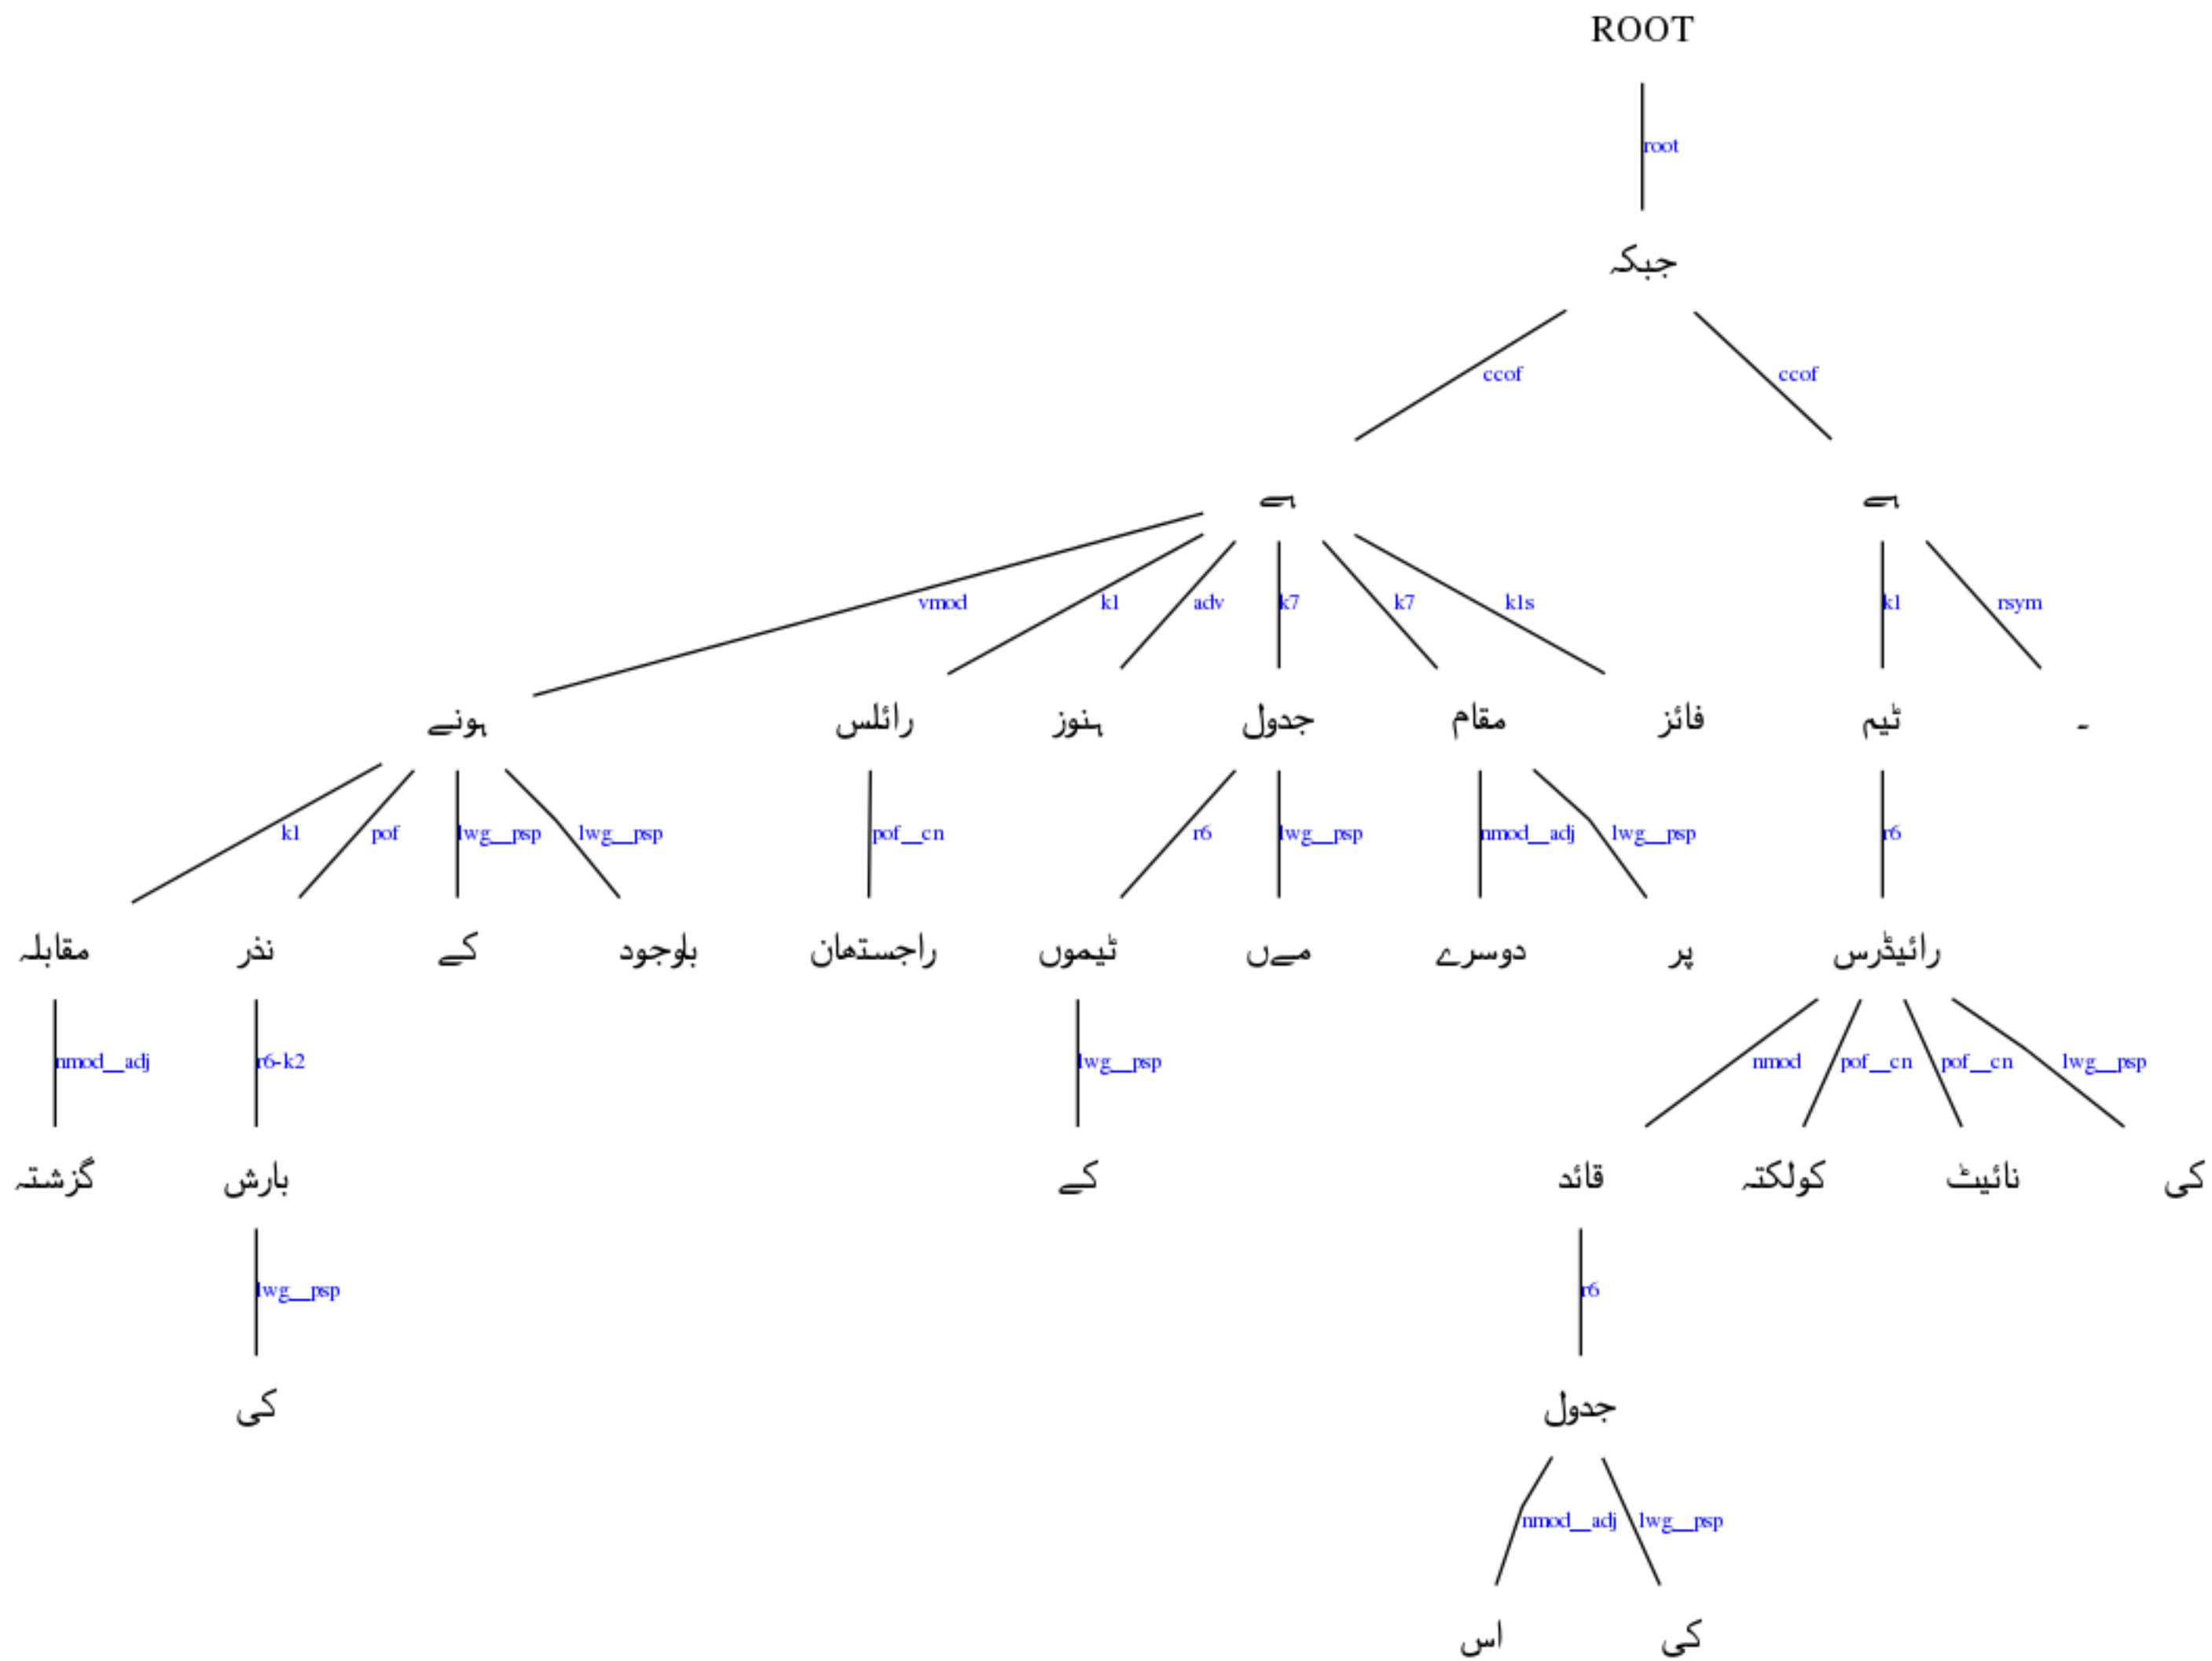 ROOT
root
جبکہ
ccof ccof
ہے ہے
vmod k1 adv k7 k7 k1s k1 rsym
ہونے رائلس ہنوز جدول مقام فائز ٹیم ۔
k1 pof lwg__psp lwg__psp pof__cn r6 lwg__psp nmod__adj lwg__psp r6
مقابلہ نذر کے باوجود راجستھان ٹیموں مےں دوسرے پر رائیڈرس
nmod__adj r6-k2 lwg__psp nmod pof__cn pof__cn lwg__psp
گزشتہ بارش کے قائد کولکتہ نائیٹ کی
lwg__psp r6
کی جدول
nmod__adj lwg__psp
اس کی